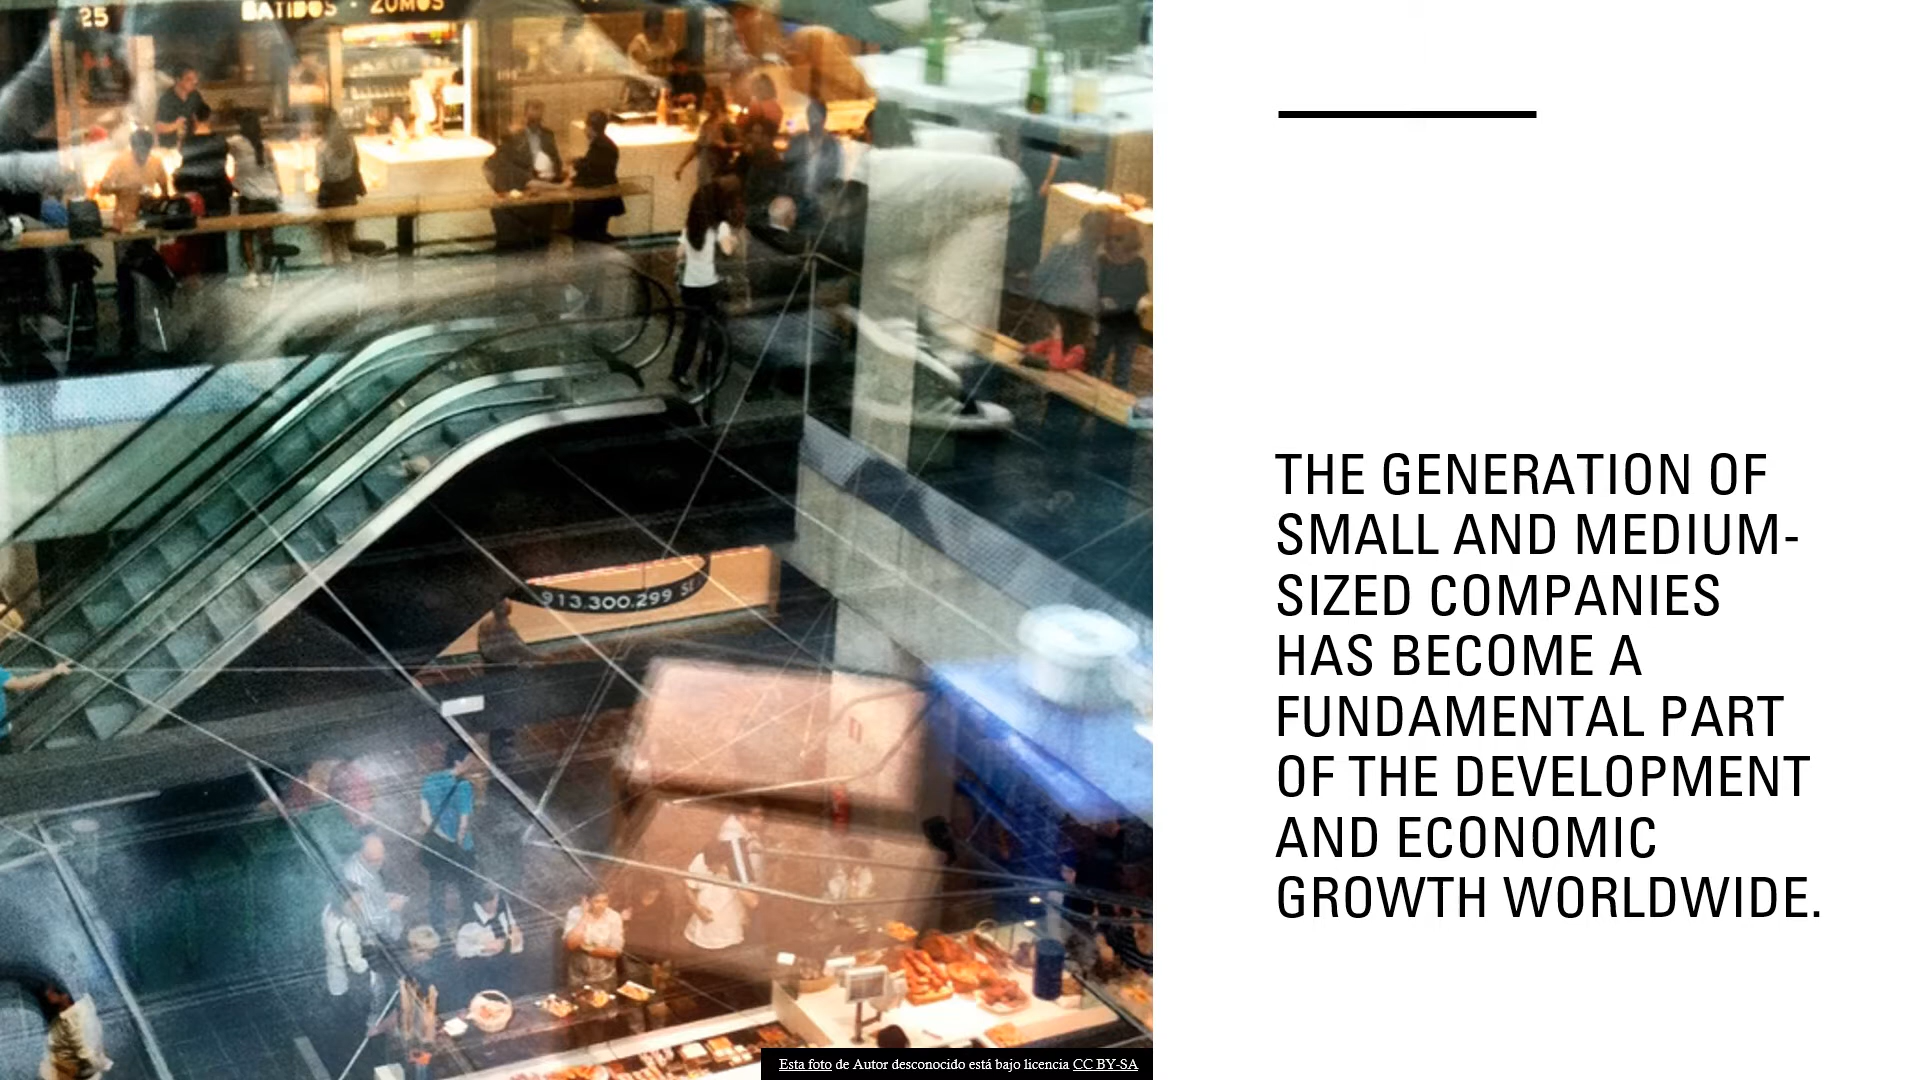 25
BATIDOS · ZUMOS
913.300.299 SE
THE GENERATION OF
SMALL AND MEDIUM-
SIZED COMPANIES
HAS BECOME A
FUNDAMENTAL PART
OF THE DEVELOPMENT
AND ECONOMIC
GROWTH WORLDWIDE.
Esta foto de Autor desconocido está bajo licencia CC BY-SA